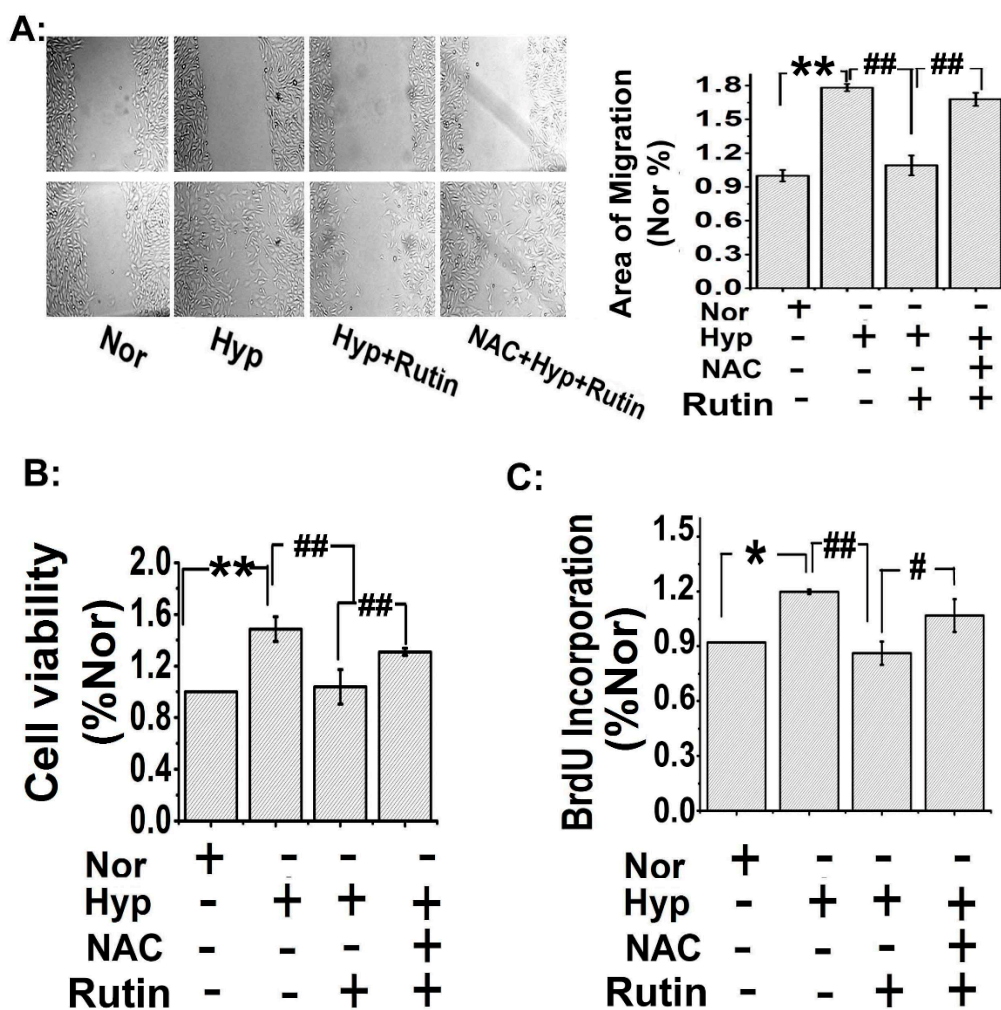 A:
Nor Hyp Hyp+Rutin NAC+Hyp+Rutin
Area of Migration
(Nor %)
** ## ##
1.8
1.5
1.2
0.9
0.6
0.3
0.0
Nor + - - -
Hyp - + + +
NAC - - - +
Rutin - - + +
B:
Cell viability
(%Nor)
** ## ##
2.0
1.6
1.2
0.8
0.4
0.0
Nor + - - -
Hyp - + + +
NAC - - - +
Rutin - - + +
C:
BrdU Incorporation
(%Nor)
* ## #
1.5
1.2
0.9
0.6
0.3
0.0
Nor + - - -
Hyp - + + +
NAC - - - +
Rutin - - + +